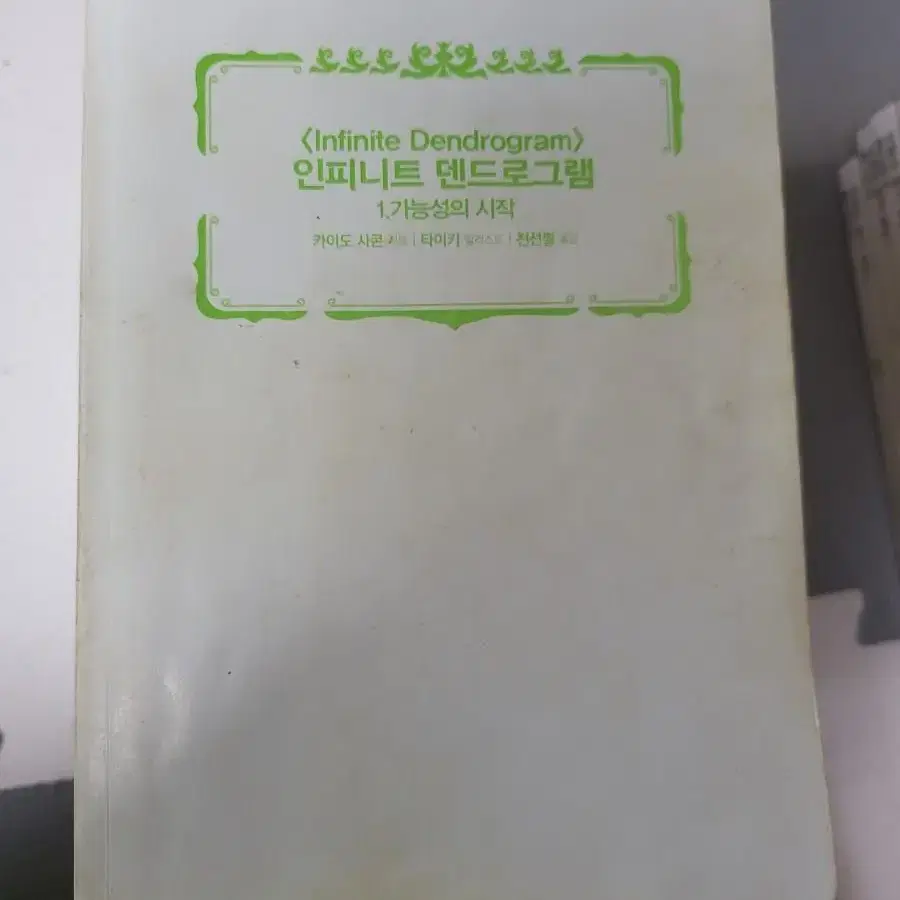 〈Infinite Dendrogram〉
인피니트 덴드로그램
1.가능성의 시작
카이도 사콘 지음 | 타이키 일러스트 | 천선필 옮김